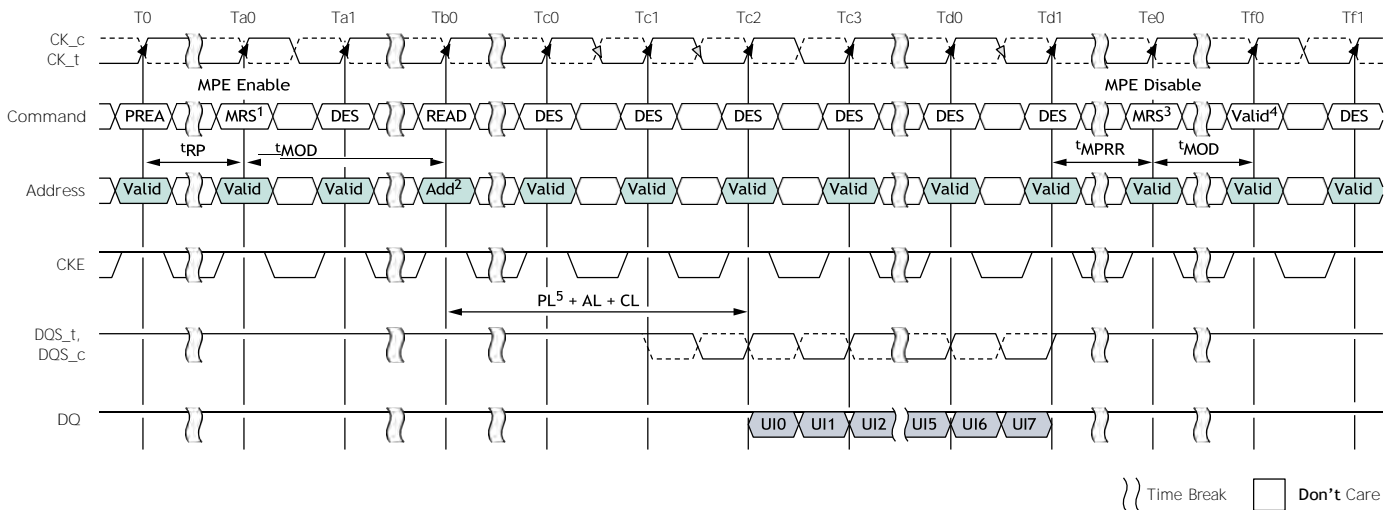 T0 Ta0 Ta1 Tb0 Tc0 Tc1 Tc2 Tc3 Td0 Td1 Te0 Tf0 Tf1
CK_c
CK_t
MPE Enable MPE Disable
Command PREA MRS¹ DES READ DES DES DES DES DES DES MRS³ Valid⁴ DES
tRP tMOD tMPRR tMOD
Address Valid Valid Valid Add² Valid Valid Valid Valid Valid Valid Valid Valid Valid
CKE
PL⁵ + AL + CL
DQS_t,
DQS_c
DQ UI0 UI1 UI2 UI5 UI6 UI7
Time Break Don't Care